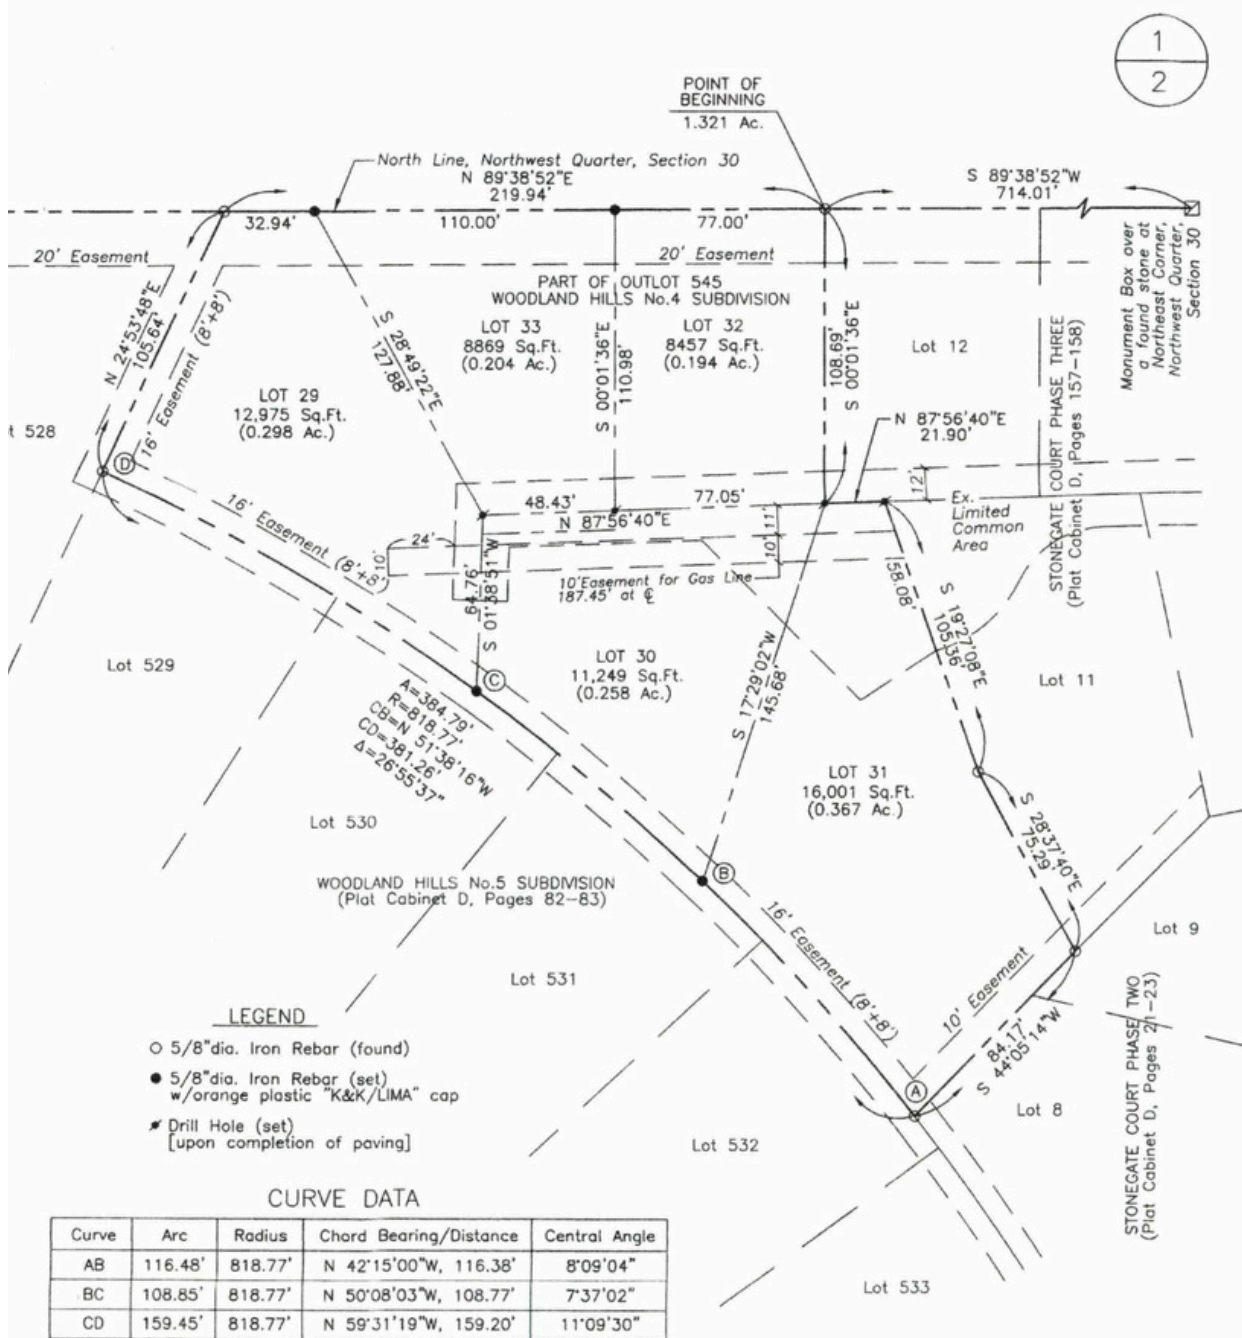 1
2
POINT OF
BEGINNING
1.321 Ac.
North Line, Northwest Quarter, Section 30
N 89°38'52"E
219.94'
S 89°38'52"W
714.01'
32.94'
110.00'
77.00'
20' Easement
20' Easement
PART OF OUTLOT 545
WOODLAND HILLS No.4 SUBDIVISION
Monument Box over
a found stone at
Northeast Corner,
Northwest Quarter,
Section 30
N 24°53'48"E
105.64'
16' Easement (8'+8')
S 28°49'22"E
127.88'
LOT 33
8869 Sq.Ft.
(0.204 Ac.)
S 00°01'36"E
110.98'
LOT 32
8457 Sq.Ft.
(0.194 Ac.)
108.69'
S 00°01'36"E
Lot 12
STONEGATE COURT PHASE THREE
(Plat Cabinet D, Pages 157-158)
LOT 29
12,975 Sq.Ft.
(0.298 Ac.)
528
N 87°56'40"E
21.90'
D
16' Easement (8'+8')
48.43'
77.05'
N 87°56'40"E
12'
11'
10'
Ex.
Limited
Common
Area
24'
10'
64.76'
S 01°38'51"W
10'Easement for Gas Line
187.45' at ℄
58.08'
S 19°27'08"E
105.36'
Lot 529
C
LOT 30
11,249 Sq.Ft.
(0.258 Ac.)
S 17°29'02"W
145.68'
Lot 11
A=384.79'
R=818.77'
CB=N 51°38'16"W
CD=381.26'
Δ=26°55'37"
LOT 31
16,001 Sq.Ft.
(0.367 Ac.)
S 28°37'40"E
75.29'
Lot 530
B
WOODLAND HILLS No.5 SUBDIVISION
(Plat Cabinet D, Pages 82-83)
16' Easement (8'+8')
10' Easement
Lot 9
Lot 531
84.17'
S 44°05'14"W
STONEGATE COURT PHASE TWO
(Plat Cabinet D, Pages 21-23)
A
Lot 8
Lot 532
Lot 533
LEGEND
5/8"dia. Iron Rebar (found)
5/8"dia. Iron Rebar (set)
w/orange plastic "K&K/LIMA" cap
Drill Hole (set)
[upon completion of paving]
CURVE DATA
Curve Arc Radius Chord Bearing/Distance Central Angle
AB 116.48' 818.77' N 42°15'00"W, 116.38' 8°09'04"
BC 108.85' 818.77' N 50°08'03"W, 108.77' 7°37'02"
CD 159.45' 818.77' N 59°31'19"W, 159.20' 11°09'30"